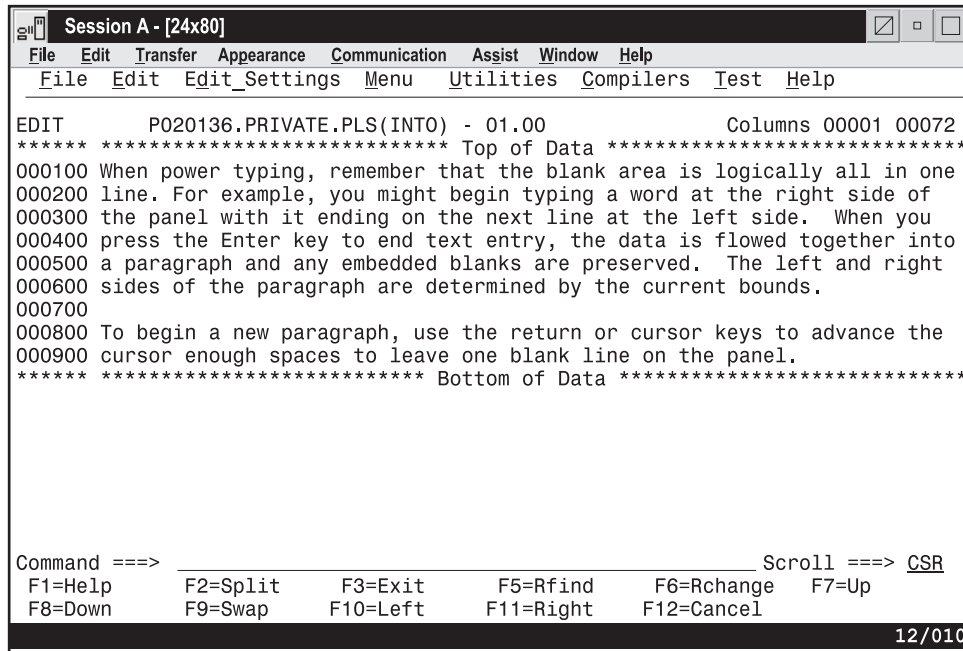 Session A - [24x80]
File Edit Transfer Appearance Communication Assist Window Help
File Edit Edit_Settings Menu Utilities Compilers Test Help
EDIT P020136.PRIVATE.PLS(INTO) - 01.00 Columns 00001 00072
****** ***************************** Top of Data ******************************
000100 When power typing, remember that the blank area is logically all in one
000200 line. For example, you might begin typing a word at the right side of
000300 the panel with it ending on the next line at the left side. When you
000400 press the Enter key to end text entry, the data is flowed together into
000500 a paragraph and any embedded blanks are preserved. The left and right
000600 sides of the paragraph are determined by the current bounds.
000700
000800 To begin a new paragraph, use the return or cursor keys to advance the
000900 cursor enough spaces to leave one blank line on the panel.
****** *************************** Bottom of Data *****************************
Command ===> Scroll ===> CSR
F1=Help F2=Split F3=Exit F5=Rfind F6=Rchange F7=Up
F8=Down F9=Swap F10=Left F11=Right F12=Cancel
12/010